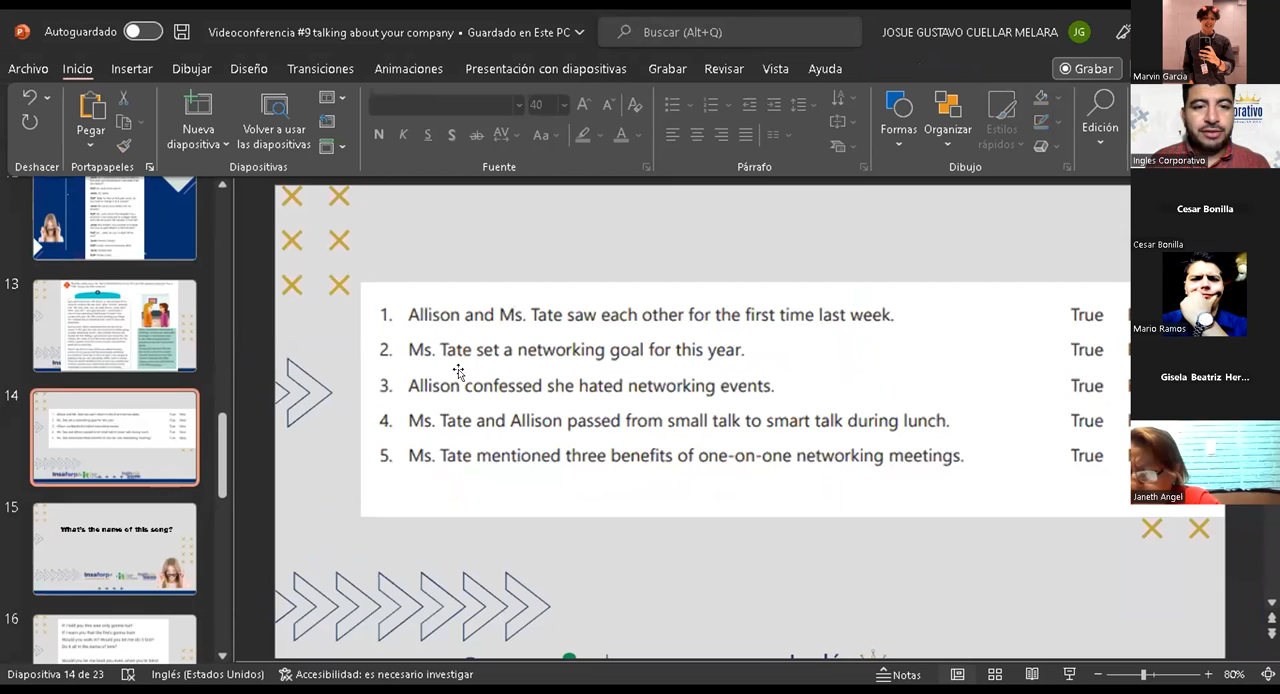 Autoguardado
Videoconferencia #9 talking about your company • Guardado en Este PC
Buscar (Alt+Q)
JOSUE GUSTAVO CUELLAR MELARA
JG
Archivo Inicio Insertar Dibujar Diseño Transiciones Animaciones Presentación con diapositivas Grabar Revisar Vista Ayuda
Grabar
Pegar
Nueva diapositiva
Volver a usar las diapositivas
40
N K S S ab AV Aa A
Formas
Organizar
Estilos rápidos
Edición
Deshacer Portapapeles Diapositivas Fuente Párrafo Dibujo
13
14
15
What's the name of this song?
16
1. Allison and Ms. Tate saw each other for the first time last week. True
2. Ms. Tate set a networking goal for this year. True
3. Allison confessed she hated networking events. True
4. Ms. Tate and Allison passed from small talk to smart talk during lunch. True
5. Ms. Tate mentioned three benefits of one-on-one networking meetings. True
Marvin Garcia
Ingles Corporativo
Cesar Bonilla
Cesar Bonilla
Mario Ramos
Gisela Beatriz Her...
Janeth Angel
Diapositiva 14 de 23
Inglés (Estados Unidos)
Accesibilidad: es necesario investigar
Notas
80%